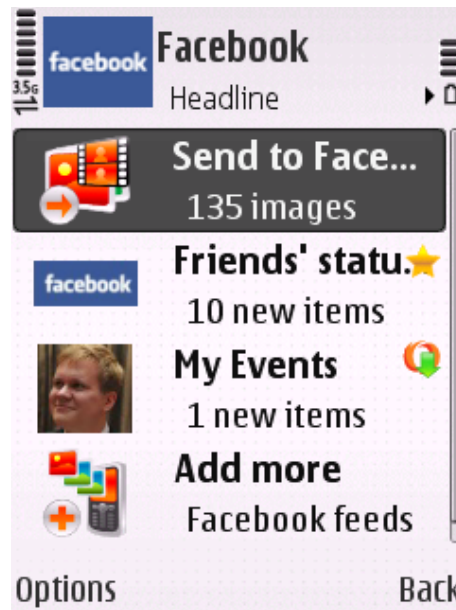 facebook
Facebook
3.5G
Headline
Send to Face...
135 images
Friends' statu.
facebook
10 new items
My Events
1 new items
Add more
Facebook feeds
Options
Back